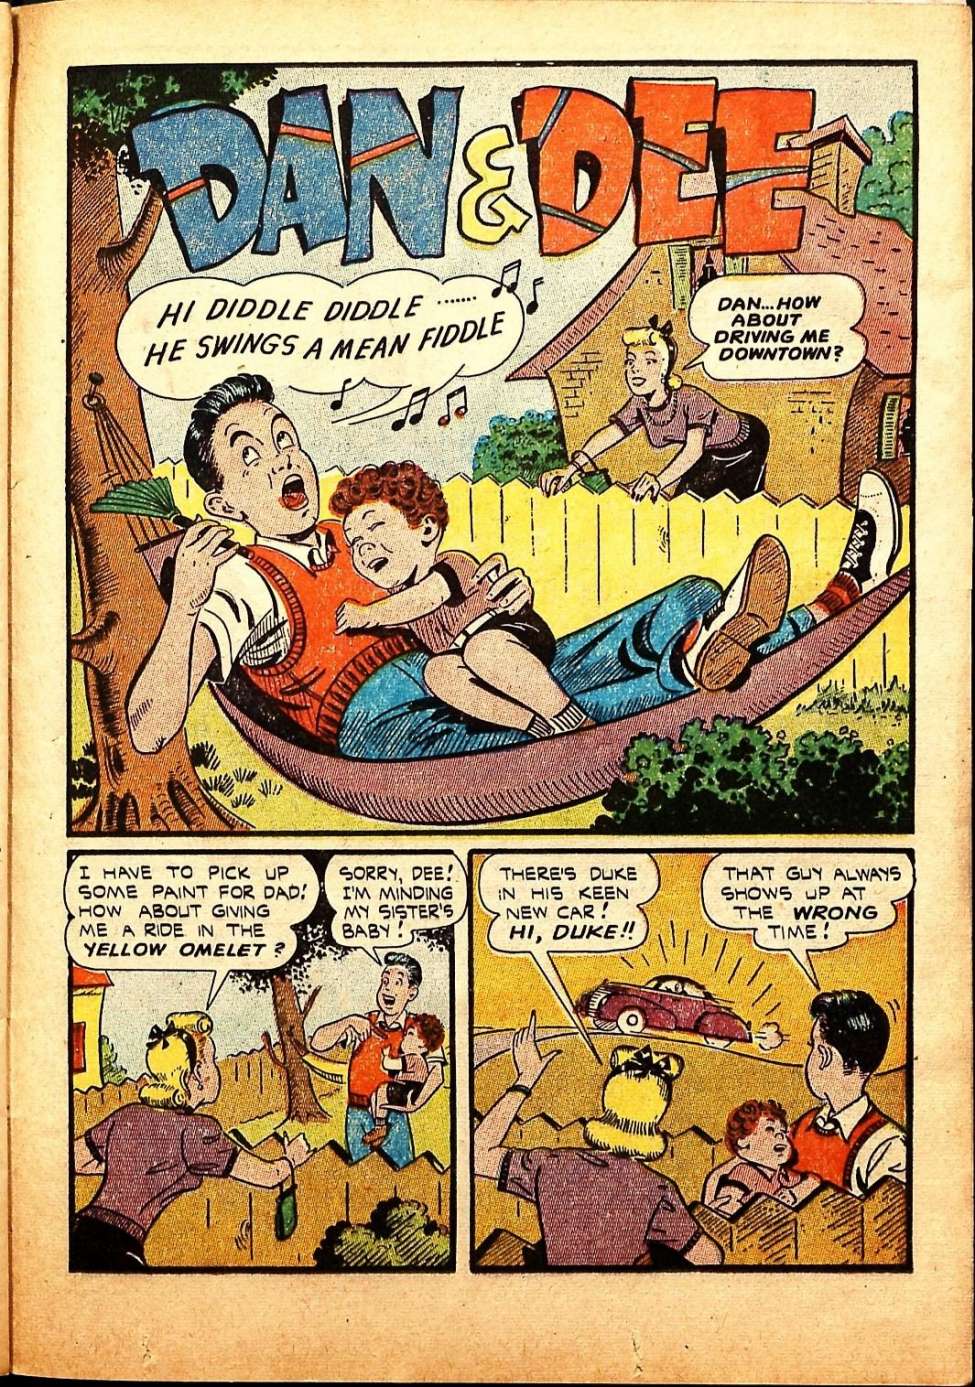 DAN & DEE
HI DIDDLE DIDDLE .......
HE SWINGS A MEAN FIDDLE
DAN...HOW
ABOUT
DRIVING ME
DOWNTOWN?
I HAVE TO PICK UP
SOME PAINT FOR DAD!
HOW ABOUT GIVING
ME A RIDE IN THE
YELLOW OMELET?
SORRY, DEE!
I'M MINDING
MY SISTER'S
BABY!
THERE'S DUKE
IN HIS KEEN
NEW CAR!
HI, DUKE!!
THAT GUY ALWAYS
SHOWS UP AT
THE WRONG
TIME!